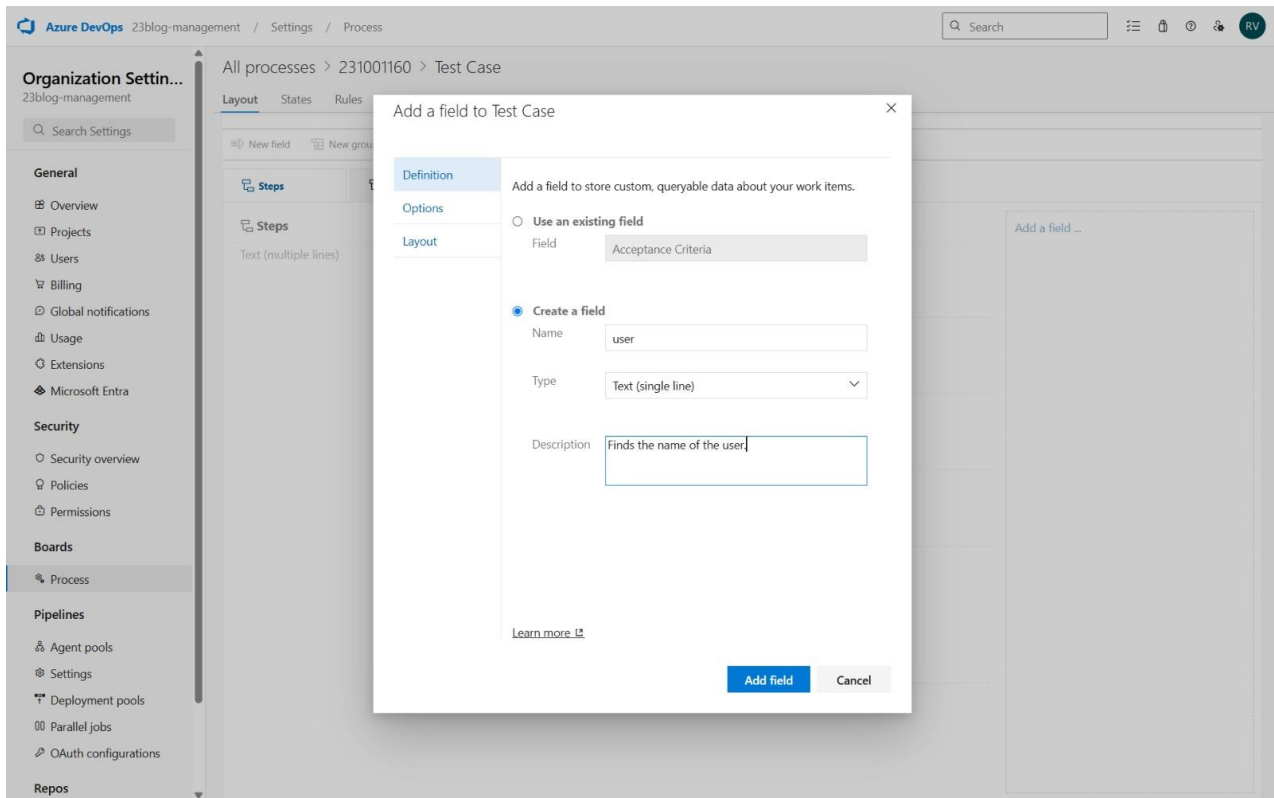 Azure DevOps 23blog-management / Settings / Process
Search
RV
Organization Settin...
23blog-management
Search Settings
General
Overview
Projects
Users
Billing
Global notifications
Usage
Extensions
Microsoft Entra
Security
Security overview
Policies
Permissions
Boards
Process
Pipelines
Agent pools
Settings
Deployment pools
Parallel jobs
OAuth configurations
Repos
All processes > 231001160 > Test Case
Layout States Rules
New field New grou
Steps
Steps
Text (multiple lines)
Add a field ...
Add a field to Test Case
Definition
Options
Layout
Add a field to store custom, queryable data about your work items.
Use an existing field
Field Acceptance Criteria
Create a field
Name user
Type Text (single line)
Description Finds the name of the user.
Learn more
Add field Cancel